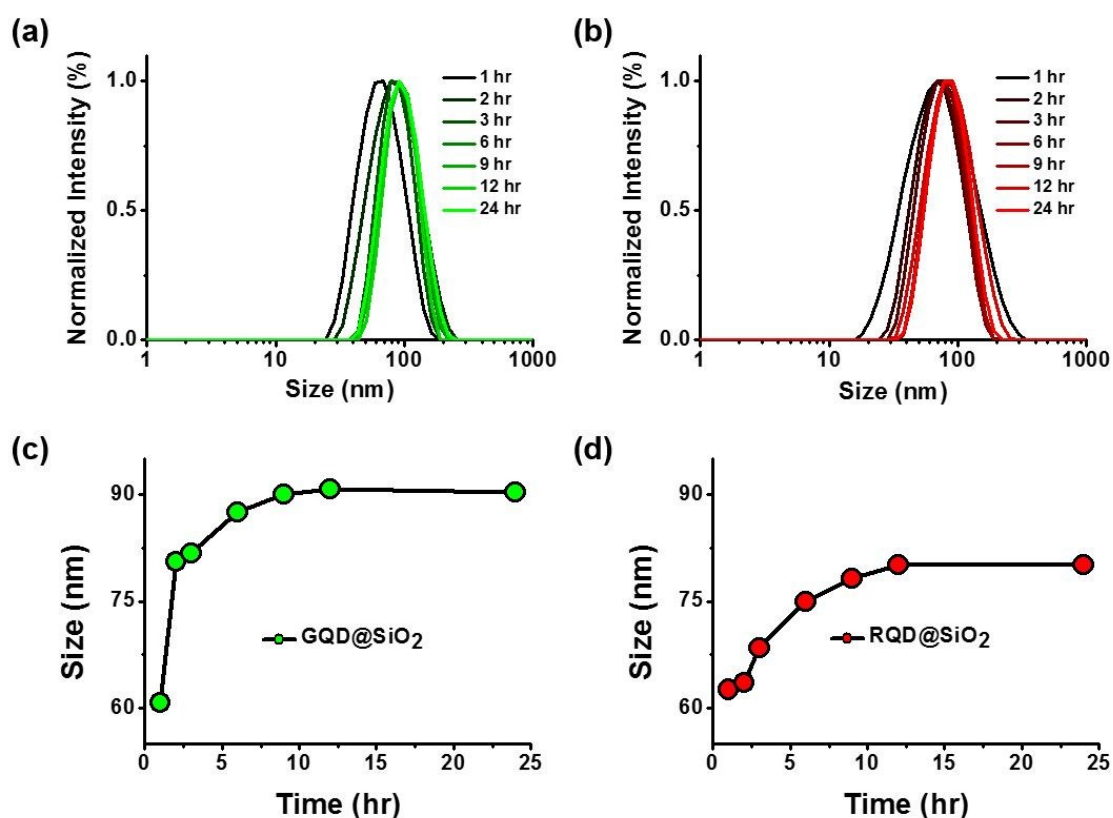 (a)
Normalized Intensity (%)
1.0
0.5
0.0
1 10 100 1000
Size (nm)
1 hr
2 hr
3 hr
6 hr
9 hr
12 hr
24 hr
(b)
Normalized Intensity (%)
1.0
0.5
0.0
1 10 100 1000
Size (nm)
1 hr
2 hr
3 hr
6 hr
9 hr
12 hr
24 hr
(c)
Size (nm)
90
75
60
0 5 10 15 20 25
Time (hr)
GQD@SiO₂
(d)
Size (nm)
90
75
60
0 5 10 15 20 25
Time (hr)
RQD@SiO₂